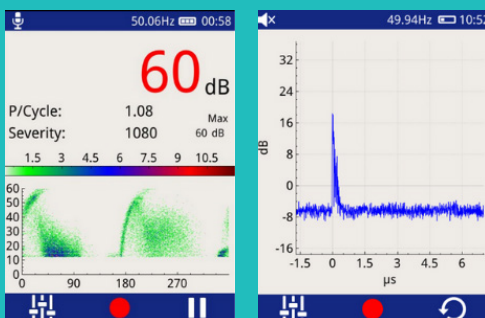 50.06Hz 00:58
60 dB
P/Cycle: 1.08 Max
Severity: 1080 60 dB
1.5 3 4.5 6 7.5 9 10.5
60
50
40
30
20
10
0
0 90 180 270
49.94Hz 10:52
dB
32
24
16
8
0
-8
-16
-1.5 0 1.5 3 4.5 6
µs